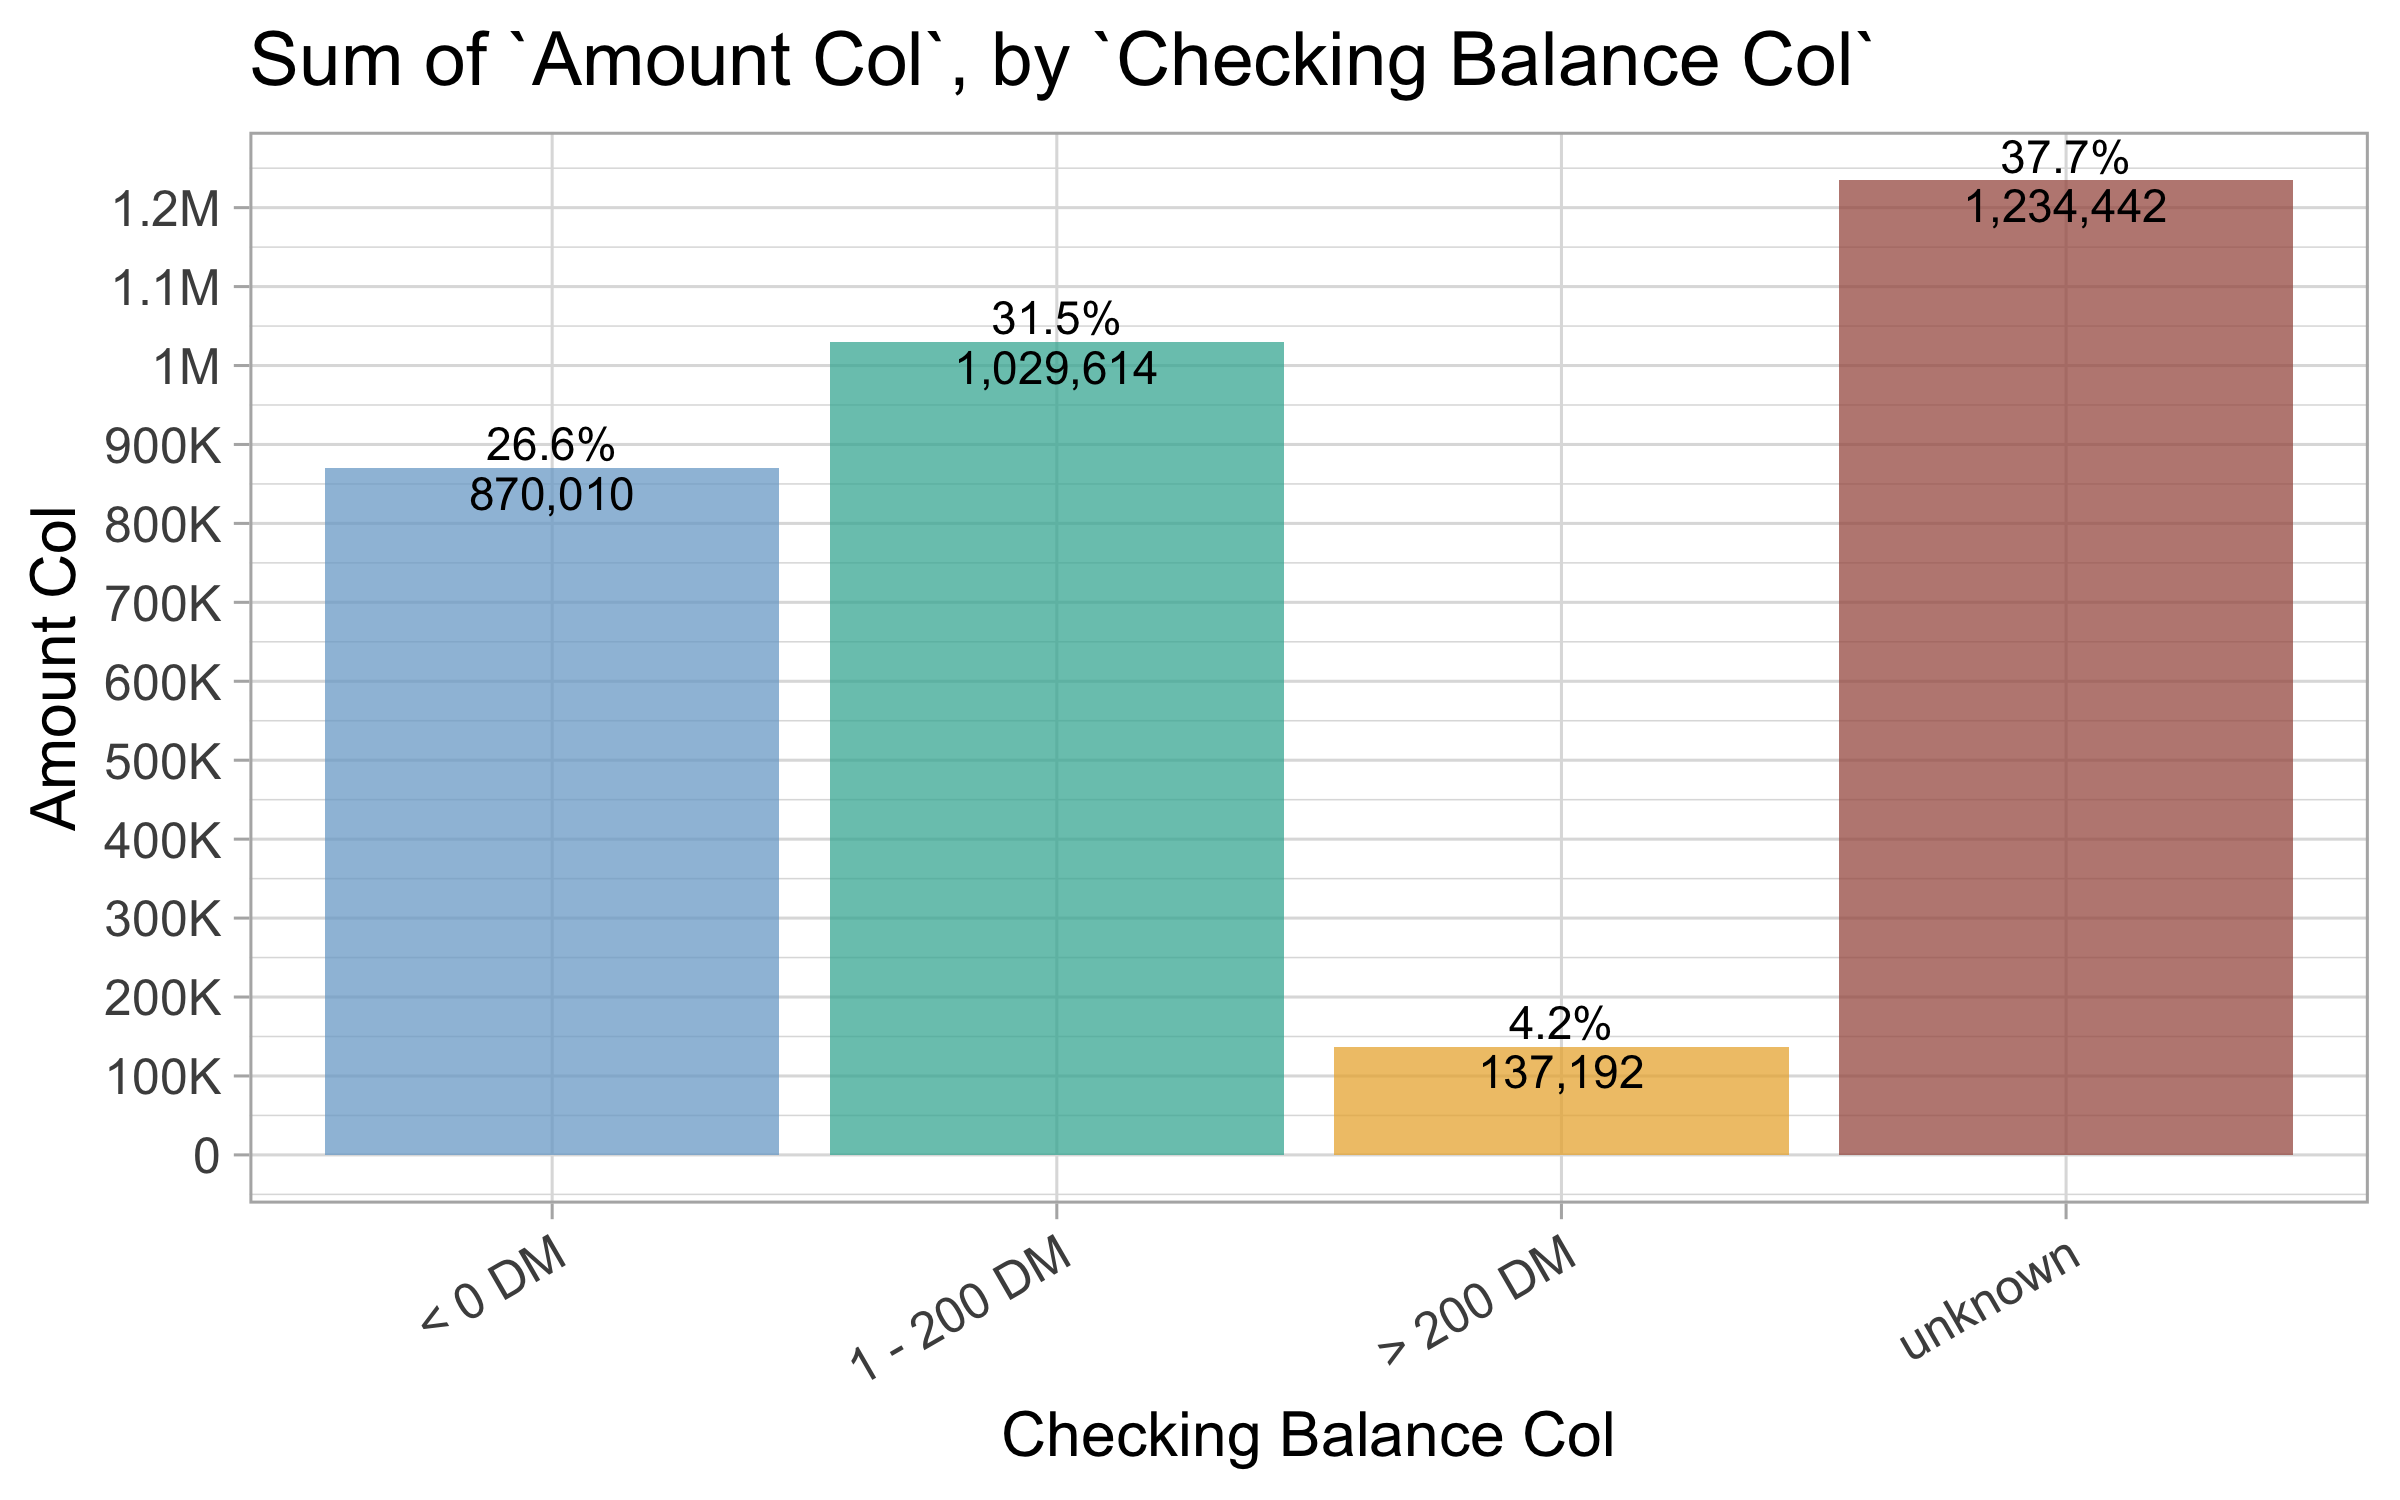 Sum of `Amount Col`, by `Checking Balance Col`
Amount Col
1.2M
1.1M
1M
900K
800K
700K
600K
500K
400K
300K
200K
100K
0
26.6%
870,010
31.5%
1,029,614
4.2%
137,192
37.7%
1,234,442
< 0 DM
1 - 200 DM
> 200 DM
unknown
Checking Balance Col